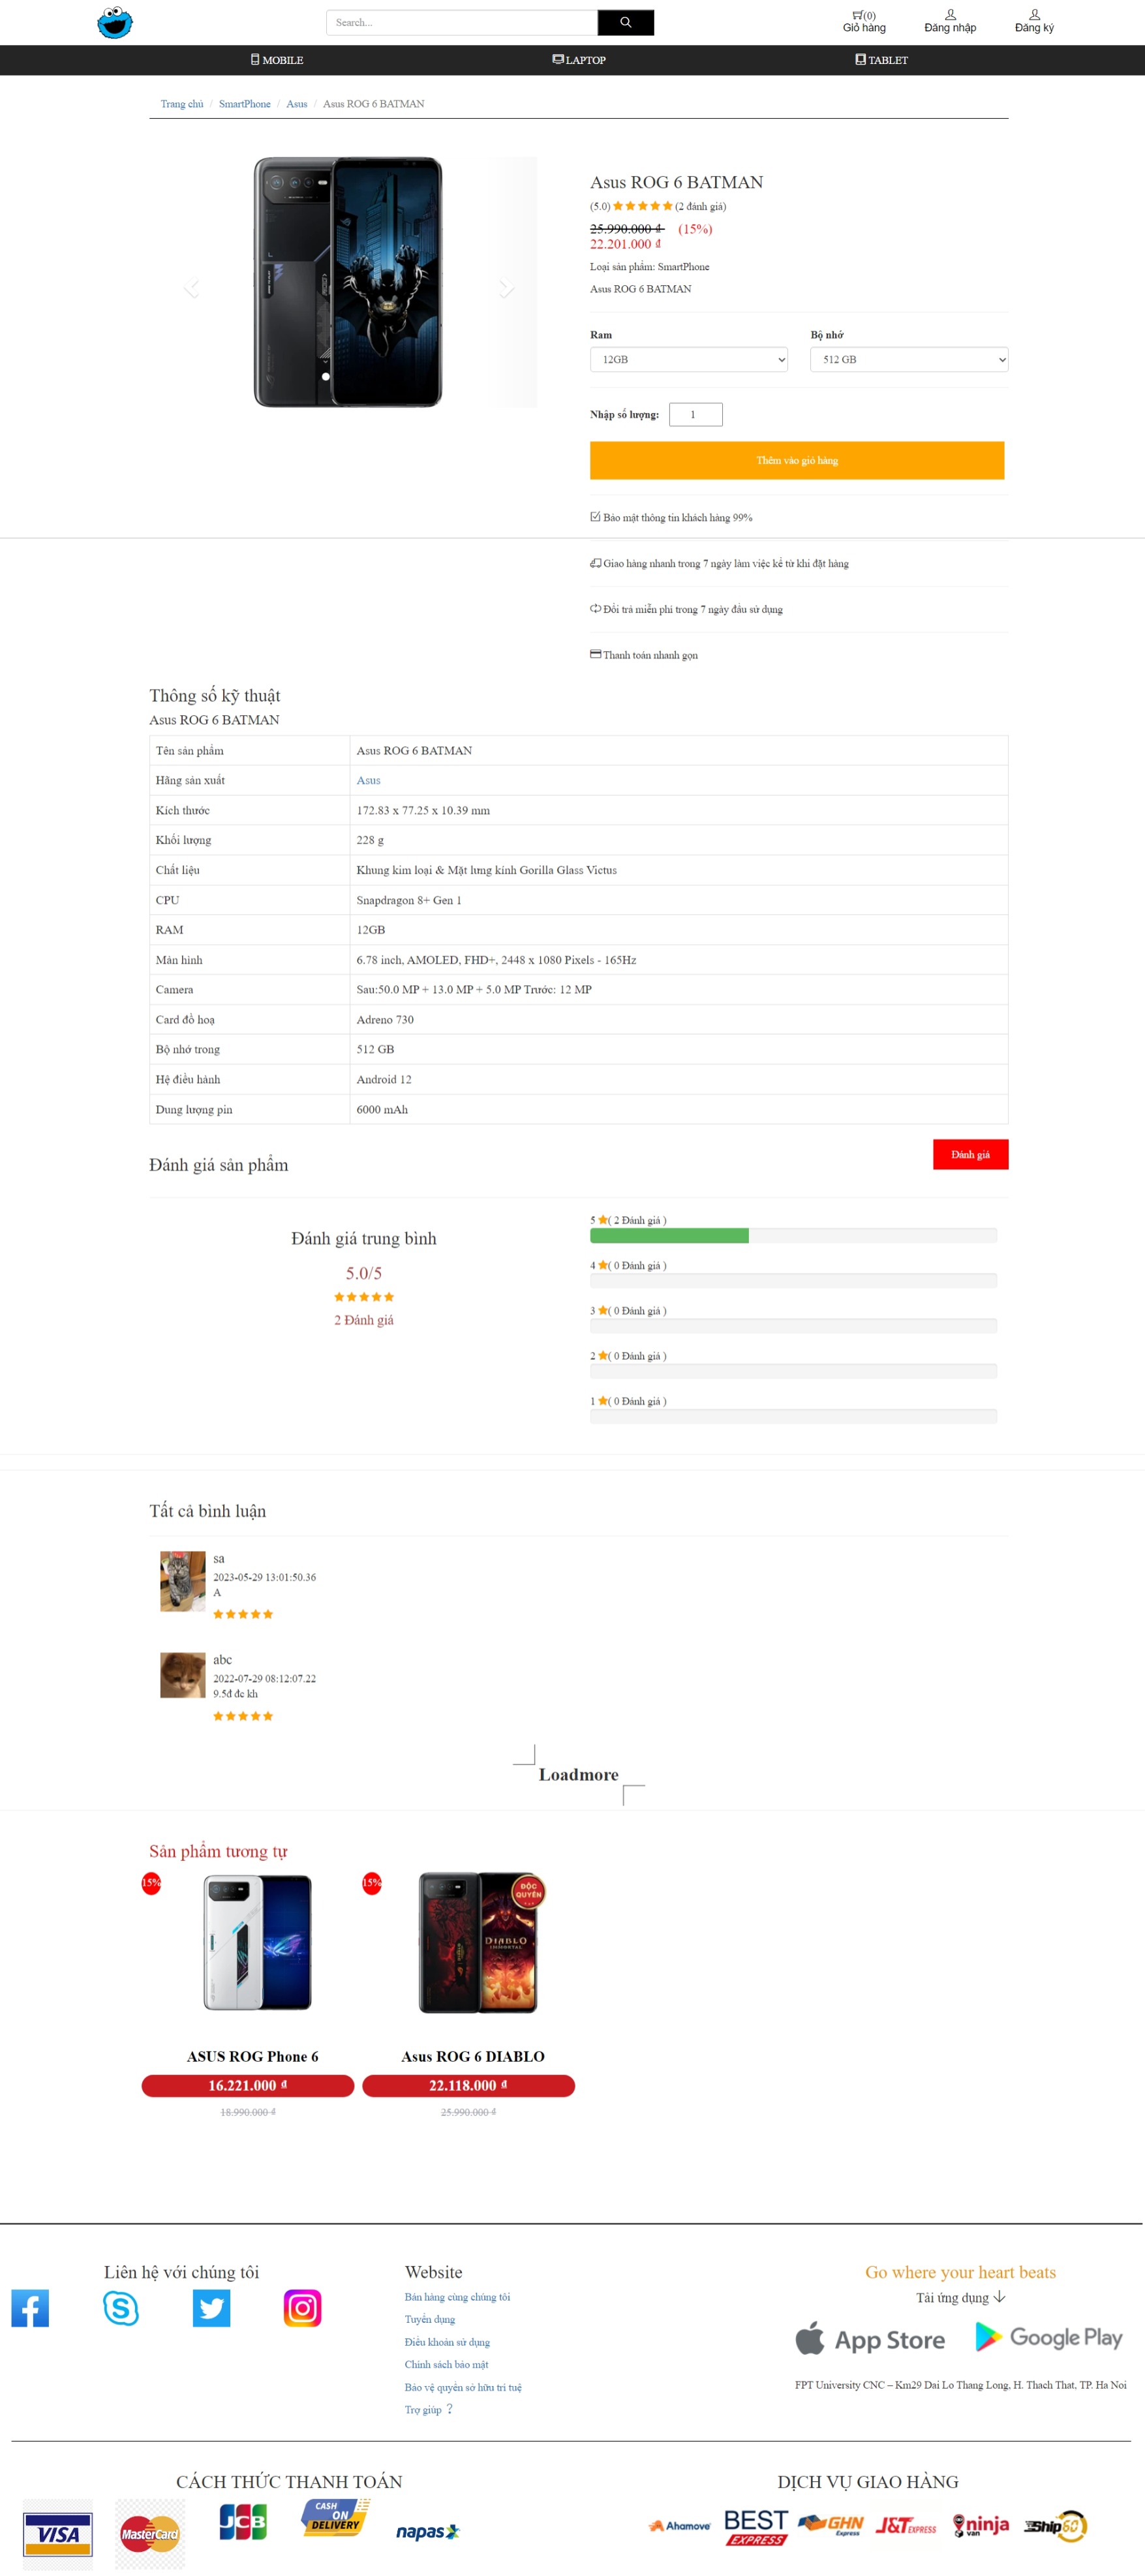 Search...
(0)
Giỏ hàng
Đăng nhập
Đăng ký
MOBILE
LAPTOP
TABLET
Trang chủ / SmartPhone / Asus / Asus ROG 6 BATMAN
Asus ROG 6 BATMAN
(5.0) (2 đánh giá)
25.990.000 ₫ (15%)
22.201.000 ₫
Loại sản phẩm: SmartPhone
Asus ROG 6 BATMAN
Ram
Bộ nhớ
12GB
512 GB
Nhập số lượng: 1
Thêm vào giỏ hàng
Bảo mật thông tin khách hàng 99%
Giao hàng nhanh trong 7 ngày làm việc kể từ khi đặt hàng
Đổi trả miễn phí trong 7 ngày đầu sử dụng
Thanh toán nhanh gọn
Thông số kỹ thuật
Asus ROG 6 BATMAN
Tên sản phẩm Asus ROG 6 BATMAN
Hãng sản xuất Asus
Kích thước 172.83 x 77.25 x 10.39 mm
Khối lượng 228 g
Chất liệu Khung kim loại & Mặt lưng kính Gorilla Glass Victus
CPU Snapdragon 8+ Gen 1
RAM 12GB
Màn hình 6.78 inch, AMOLED, FHD+, 2448 x 1080 Pixels - 165Hz
Camera Sau:50.0 MP + 13.0 MP + 5.0 MP Trước: 12 MP
Card đồ hoạ Adreno 730
Bộ nhớ trong 512 GB
Hệ điều hành Android 12
Dung lượng pin 6000 mAh
Đánh giá sản phẩm
Đánh giá
Đánh giá trung bình
5.0/5
2 Đánh giá
5 ( 2 Đánh giá )
4 ( 0 Đánh giá )
3 ( 0 Đánh giá )
2 ( 0 Đánh giá )
1 ( 0 Đánh giá )
Tất cả bình luận
sa
2023-05-29 13:01:50.36
A
abc
2022-07-29 08:12:07.22
9.5đ đc kh
Loadmore
Sản phẩm tương tự
15%
15%
ĐỘC
QUYỀN
DIABLO
IMMORTAL
ASUS ROG Phone 6
Asus ROG 6 DIABLO
16.221.000 ₫
22.118.000 ₫
18.990.000 ₫
25.990.000 ₫
Liên hệ với chúng tôi
Website
Bán hàng cùng chúng tôi
Tuyển dụng
Điều khoản sử dụng
Chính sách bảo mật
Bảo vệ quyền sở hữu trí tuệ
Trợ giúp ?
Go where your heart beats
Tải ứng dụng
App Store
Google Play
FPT University CNC – Km29 Dai Lo Thang Long, H. Thach That, TP. Ha Noi
CÁCH THỨC THANH TOÁN
DỊCH VỤ GIAO HÀNG
VISA
MasterCard
JCB
CASH
ON
DELIVERY
napas
Ahamove
BEST
EXPRESS
GHN
Express
J&T EXPRESS
ninja
van
Ship60